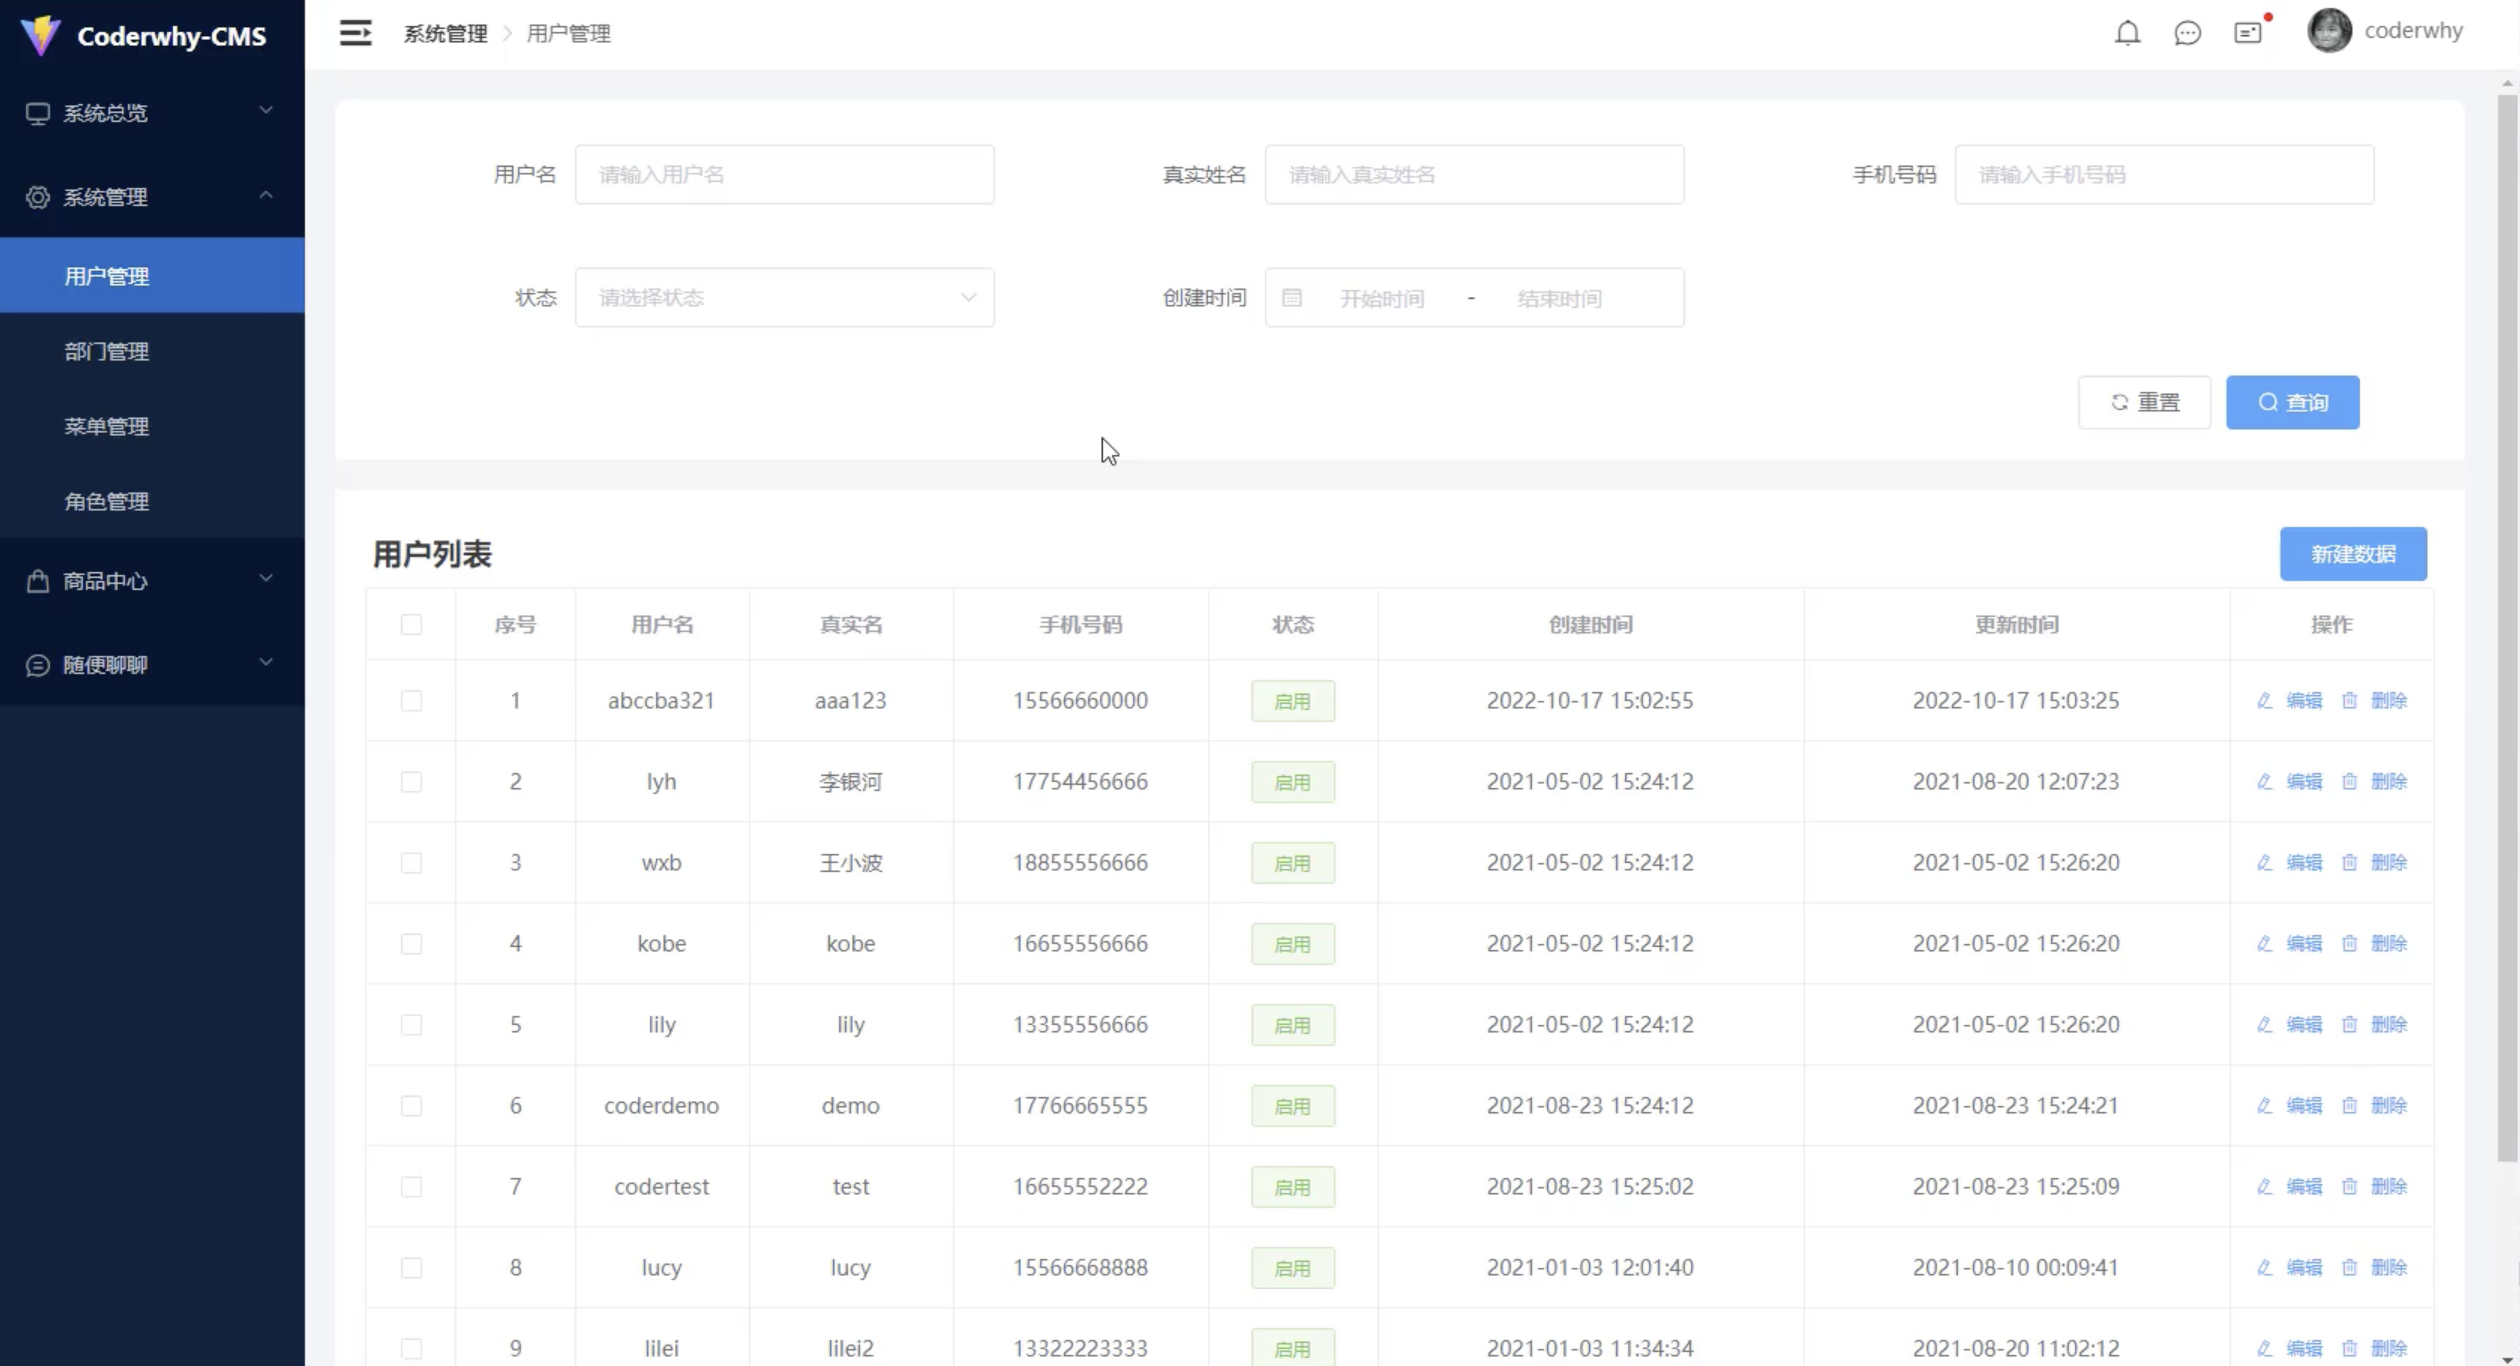 Coderwhy-CMS
系统总览
系统管理
用户管理
部门管理
菜单管理
角色管理
商品中心
随便聊聊
系统管理 > 用户管理
coderwhy
用户名 请输入用户名 真实姓名 请输入真实姓名 手机号码 请输入手机号码
状态 请选择状态 创建时间 开始时间 - 结束时间
重置 查询
用户列表 新建数据
序号 用户名 真实名 手机号码 状态 创建时间 更新时间 操作
1 abccba321 aaa123 15566660000 启用 2022-10-17 15:02:55 2022-10-17 15:03:25 编辑 删除
2 lyh 李银河 17754456666 启用 2021-05-02 15:24:12 2021-08-20 12:07:23 编辑 删除
3 wxb 王小波 18855556666 启用 2021-05-02 15:24:12 2021-05-02 15:26:20 编辑 删除
4 kobe kobe 16655556666 启用 2021-05-02 15:24:12 2021-05-02 15:26:20 编辑 删除
5 lily lily 13355556666 启用 2021-05-02 15:24:12 2021-05-02 15:26:20 编辑 删除
6 coderdemo demo 17766665555 启用 2021-08-23 15:24:12 2021-08-23 15:24:21 编辑 删除
7 codertest test 16655552222 启用 2021-08-23 15:25:02 2021-08-23 15:25:09 编辑 删除
8 lucy lucy 15566668888 启用 2021-01-03 12:01:40 2021-08-10 00:09:41 编辑 删除
9 lilei lilei2 13322223333 启用 2021-01-03 11:34:34 2021-08-20 11:02:12 编辑 删除